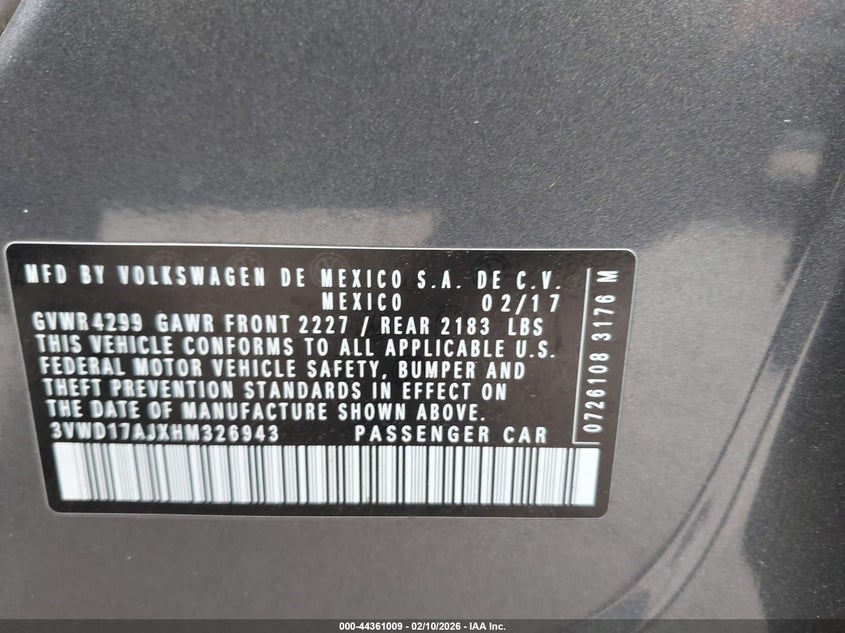 MFD BY VOLKSWAGEN DE MEXICO S.A. DE C.V.
MEXICO 02/17
GVWR4299 GAWR FRONT 2227 / REAR 2183 LBS
THIS VEHICLE CONFORMS TO ALL APPLICABLE U.S.
FEDERAL MOTOR VEHICLE SAFETY, BUMPER AND
THEFT PREVENTION STANDARDS IN EFFECT ON
THE DATE OF MANUFACTURE SHOWN ABOVE.
3VWD17AJXHM326943 PASSENGER CAR
0726108 3176 M
000-44361009 - 02/10/2026 - IAA Inc.